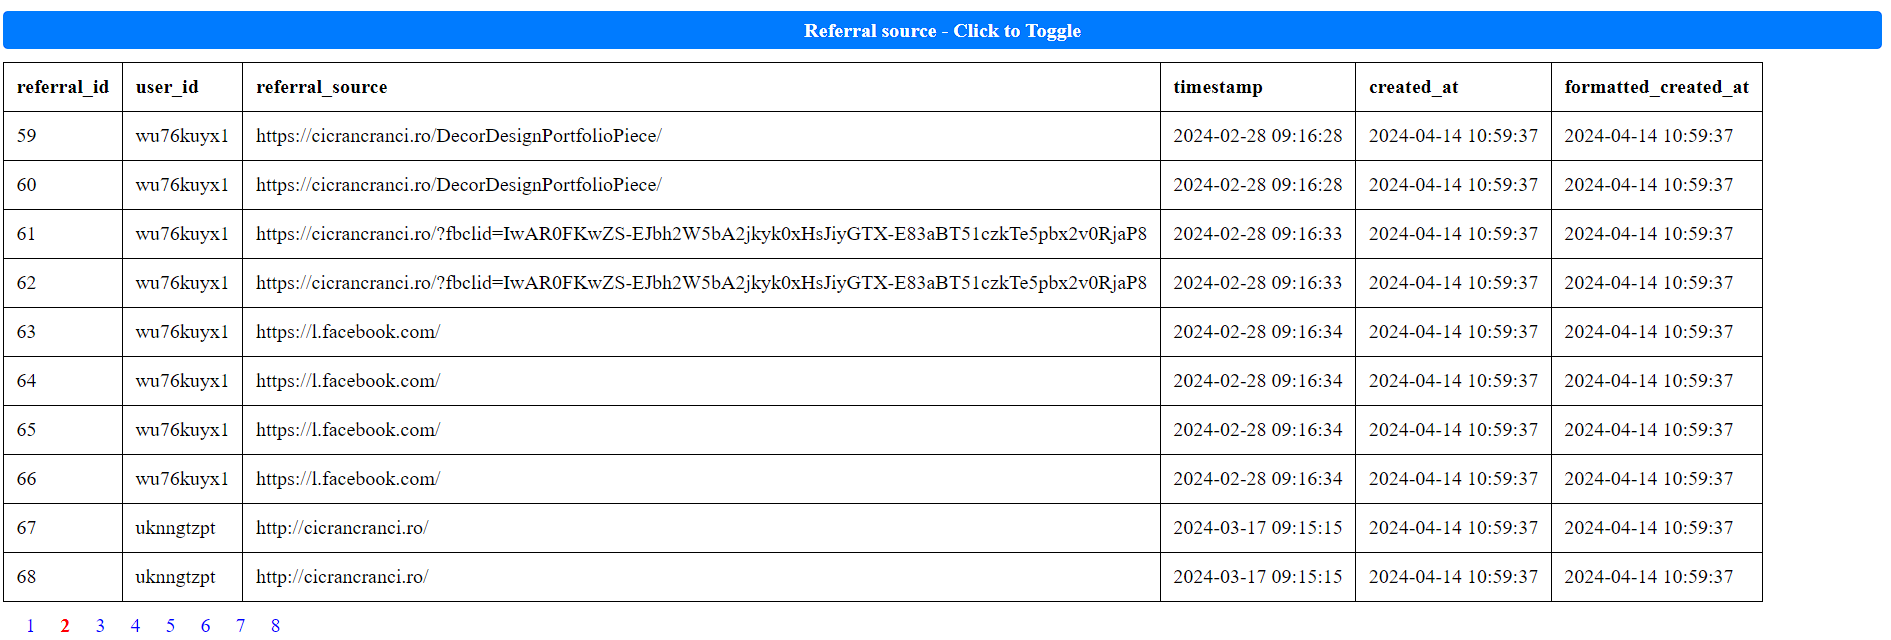 Referral source - Click to Toggle
referral_id user_id referral_source timestamp created_at formatted_created_at
59 wu76kuyx1 https://cicrancranci.ro/DecorDesignPortfolioPiece/ 2024-02-28 09:16:28 2024-04-14 10:59:37 2024-04-14 10:59:37
60 wu76kuyx1 https://cicrancranci.ro/DecorDesignPortfolioPiece/ 2024-02-28 09:16:28 2024-04-14 10:59:37 2024-04-14 10:59:37
61 wu76kuyx1 https://cicrancranci.ro/?fbclid=IwAR0FKwZS-EJbh2W5bA2jkyk0xHsJiyGTX-E83aBT51czkTe5pbx2v0RjaP8 2024-02-28 09:16:33 2024-04-14 10:59:37 2024-04-14 10:59:37
62 wu76kuyx1 https://cicrancranci.ro/?fbclid=IwAR0FKwZS-EJbh2W5bA2jkyk0xHsJiyGTX-E83aBT51czkTe5pbx2v0RjaP8 2024-02-28 09:16:33 2024-04-14 10:59:37 2024-04-14 10:59:37
63 wu76kuyx1 https://l.facebook.com/ 2024-02-28 09:16:34 2024-04-14 10:59:37 2024-04-14 10:59:37
64 wu76kuyx1 https://l.facebook.com/ 2024-02-28 09:16:34 2024-04-14 10:59:37 2024-04-14 10:59:37
65 wu76kuyx1 https://l.facebook.com/ 2024-02-28 09:16:34 2024-04-14 10:59:37 2024-04-14 10:59:37
66 wu76kuyx1 https://l.facebook.com/ 2024-02-28 09:16:34 2024-04-14 10:59:37 2024-04-14 10:59:37
67 uknngtzpt http://cicrancranci.ro/ 2024-03-17 09:15:15 2024-04-14 10:59:37 2024-04-14 10:59:37
68 uknngtzpt http://cicrancranci.ro/ 2024-03-17 09:15:15 2024-04-14 10:59:37 2024-04-14 10:59:37
1 2 3 4 5 6 7 8